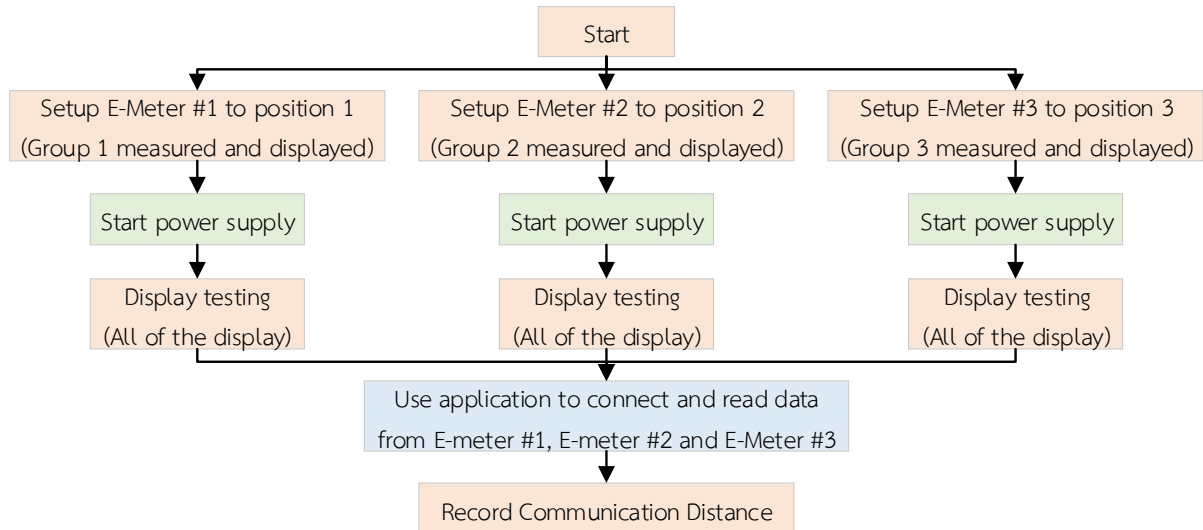 Start
Setup E-Meter #1 to position 1
(Group 1 measured and displayed)
Setup E-Meter #2 to position 2
(Group 2 measured and displayed)
Setup E-Meter #3 to position 3
(Group 3 measured and displayed)
Start power supply
Start power supply
Start power supply
Display testing
(All of the display)
Display testing
(All of the display)
Display testing
(All of the display)
Use application to connect and read data
from E-meter #1, E-meter #2 and E-Meter #3
Record Communication Distance